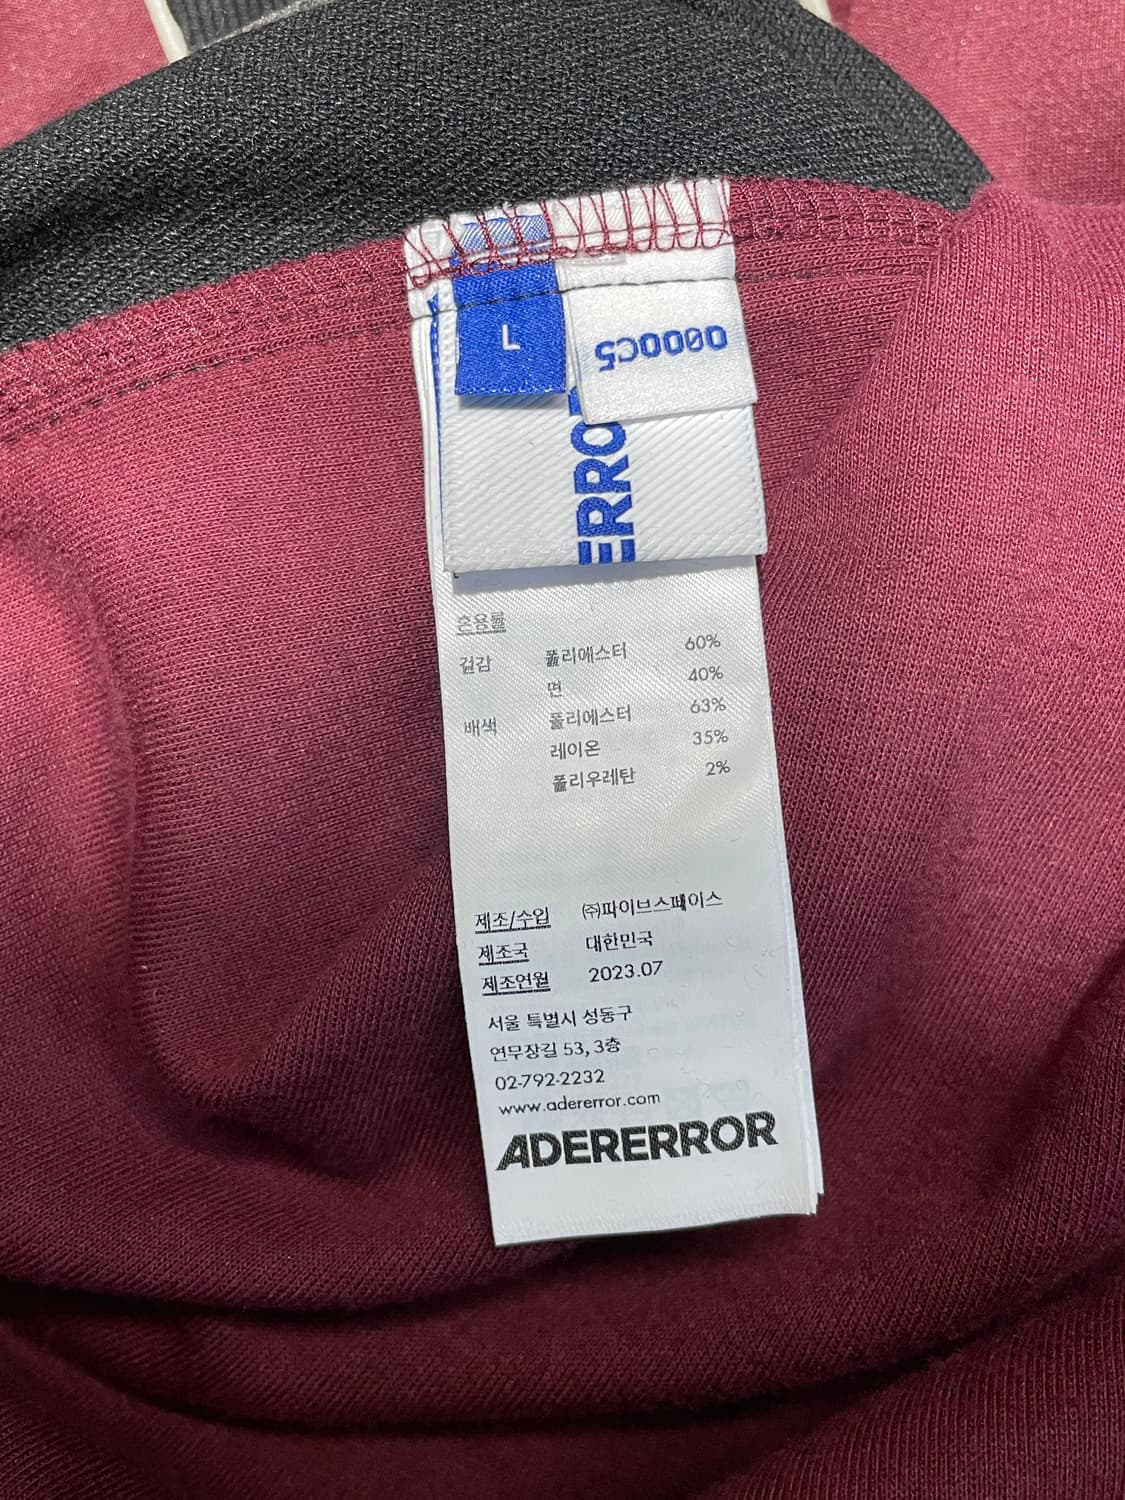 L
000C5
ERROR
혼용률
겉감 폴리에스터 60%
면 40%
배색 폴리에스터 63%
레이온 35%
폴리우레탄 2%
제조/수입 ㈜파이브스페이스
제조국 대한민국
제조연월 2023.07
서울 특별시 성동구
연무장길 53, 3층
02-792-2232
www.adererror.com
ADERERROR